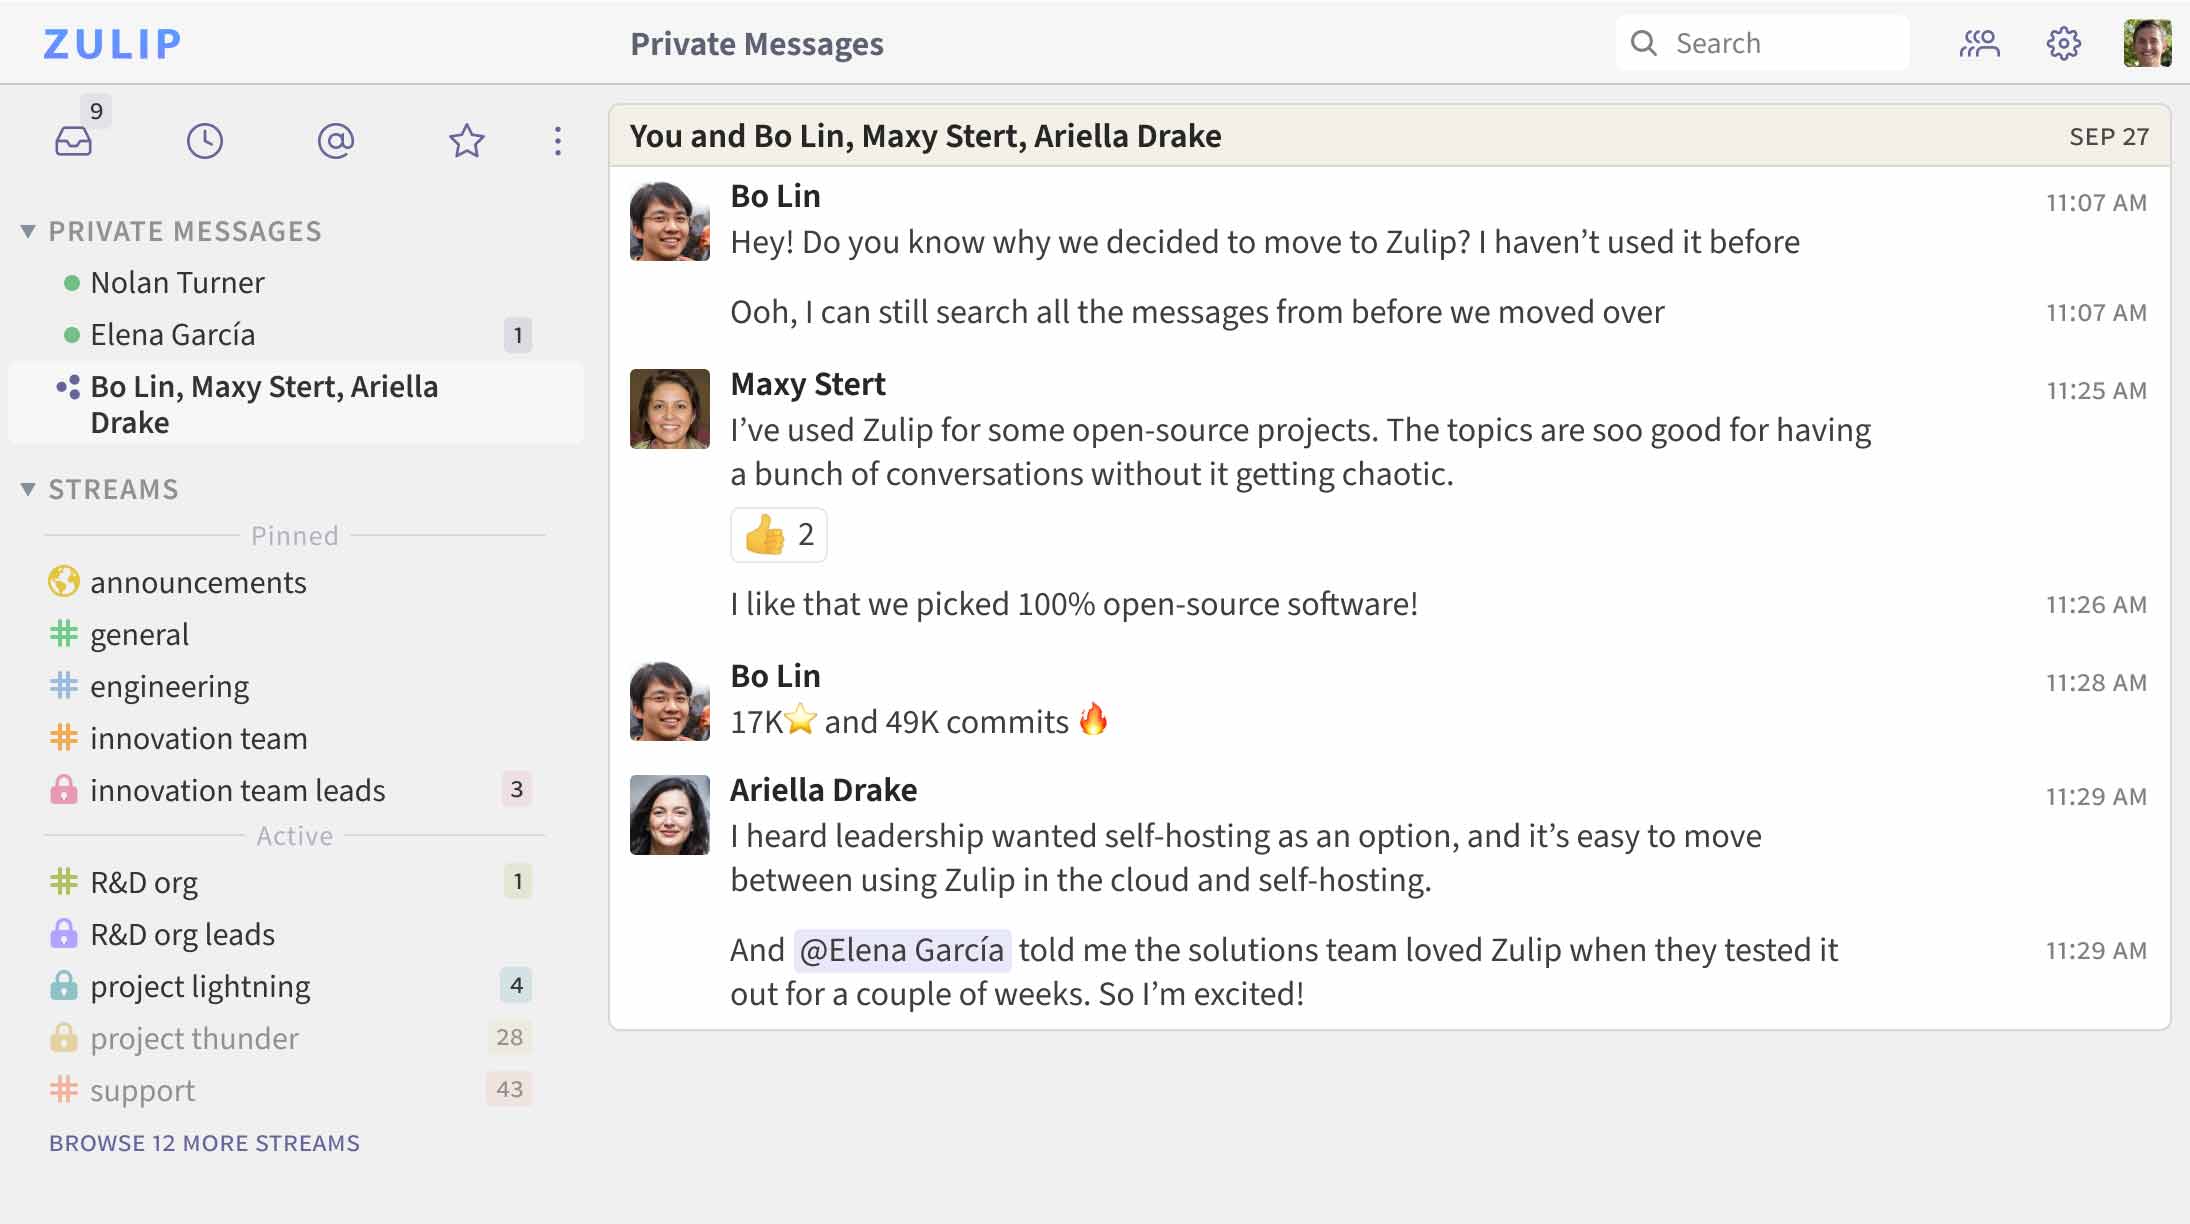 ZULIP
Private Messages
Search
9
PRIVATE MESSAGES
Nolan Turner
Elena García 1
Bo Lin, Maxy Stert, Ariella
Drake
STREAMS
Pinned
announcements
general
engineering
innovation team
innovation team leads 3
Active
R&D org 1
R&D org leads
project lightning 4
project thunder 28
support 43
BROWSE 12 MORE STREAMS
You and Bo Lin, Maxy Stert, Ariella Drake SEP 27
Bo Lin 11:07 AM
Hey! Do you know why we decided to move to Zulip? I haven’t used it before
Ooh, I can still search all the messages from before we moved over 11:07 AM
Maxy Stert 11:25 AM
I’ve used Zulip for some open-source projects. The topics are soo good for having
a bunch of conversations without it getting chaotic.
👍 2
I like that we picked 100% open-source software! 11:26 AM
Bo Lin 11:28 AM
17K⭐ and 49K commits 🔥
Ariella Drake 11:29 AM
I heard leadership wanted self-hosting as an option, and it’s easy to move
between using Zulip in the cloud and self-hosting.
And @Elena García told me the solutions team loved Zulip when they tested it 11:29 AM
out for a couple of weeks. So I’m excited!